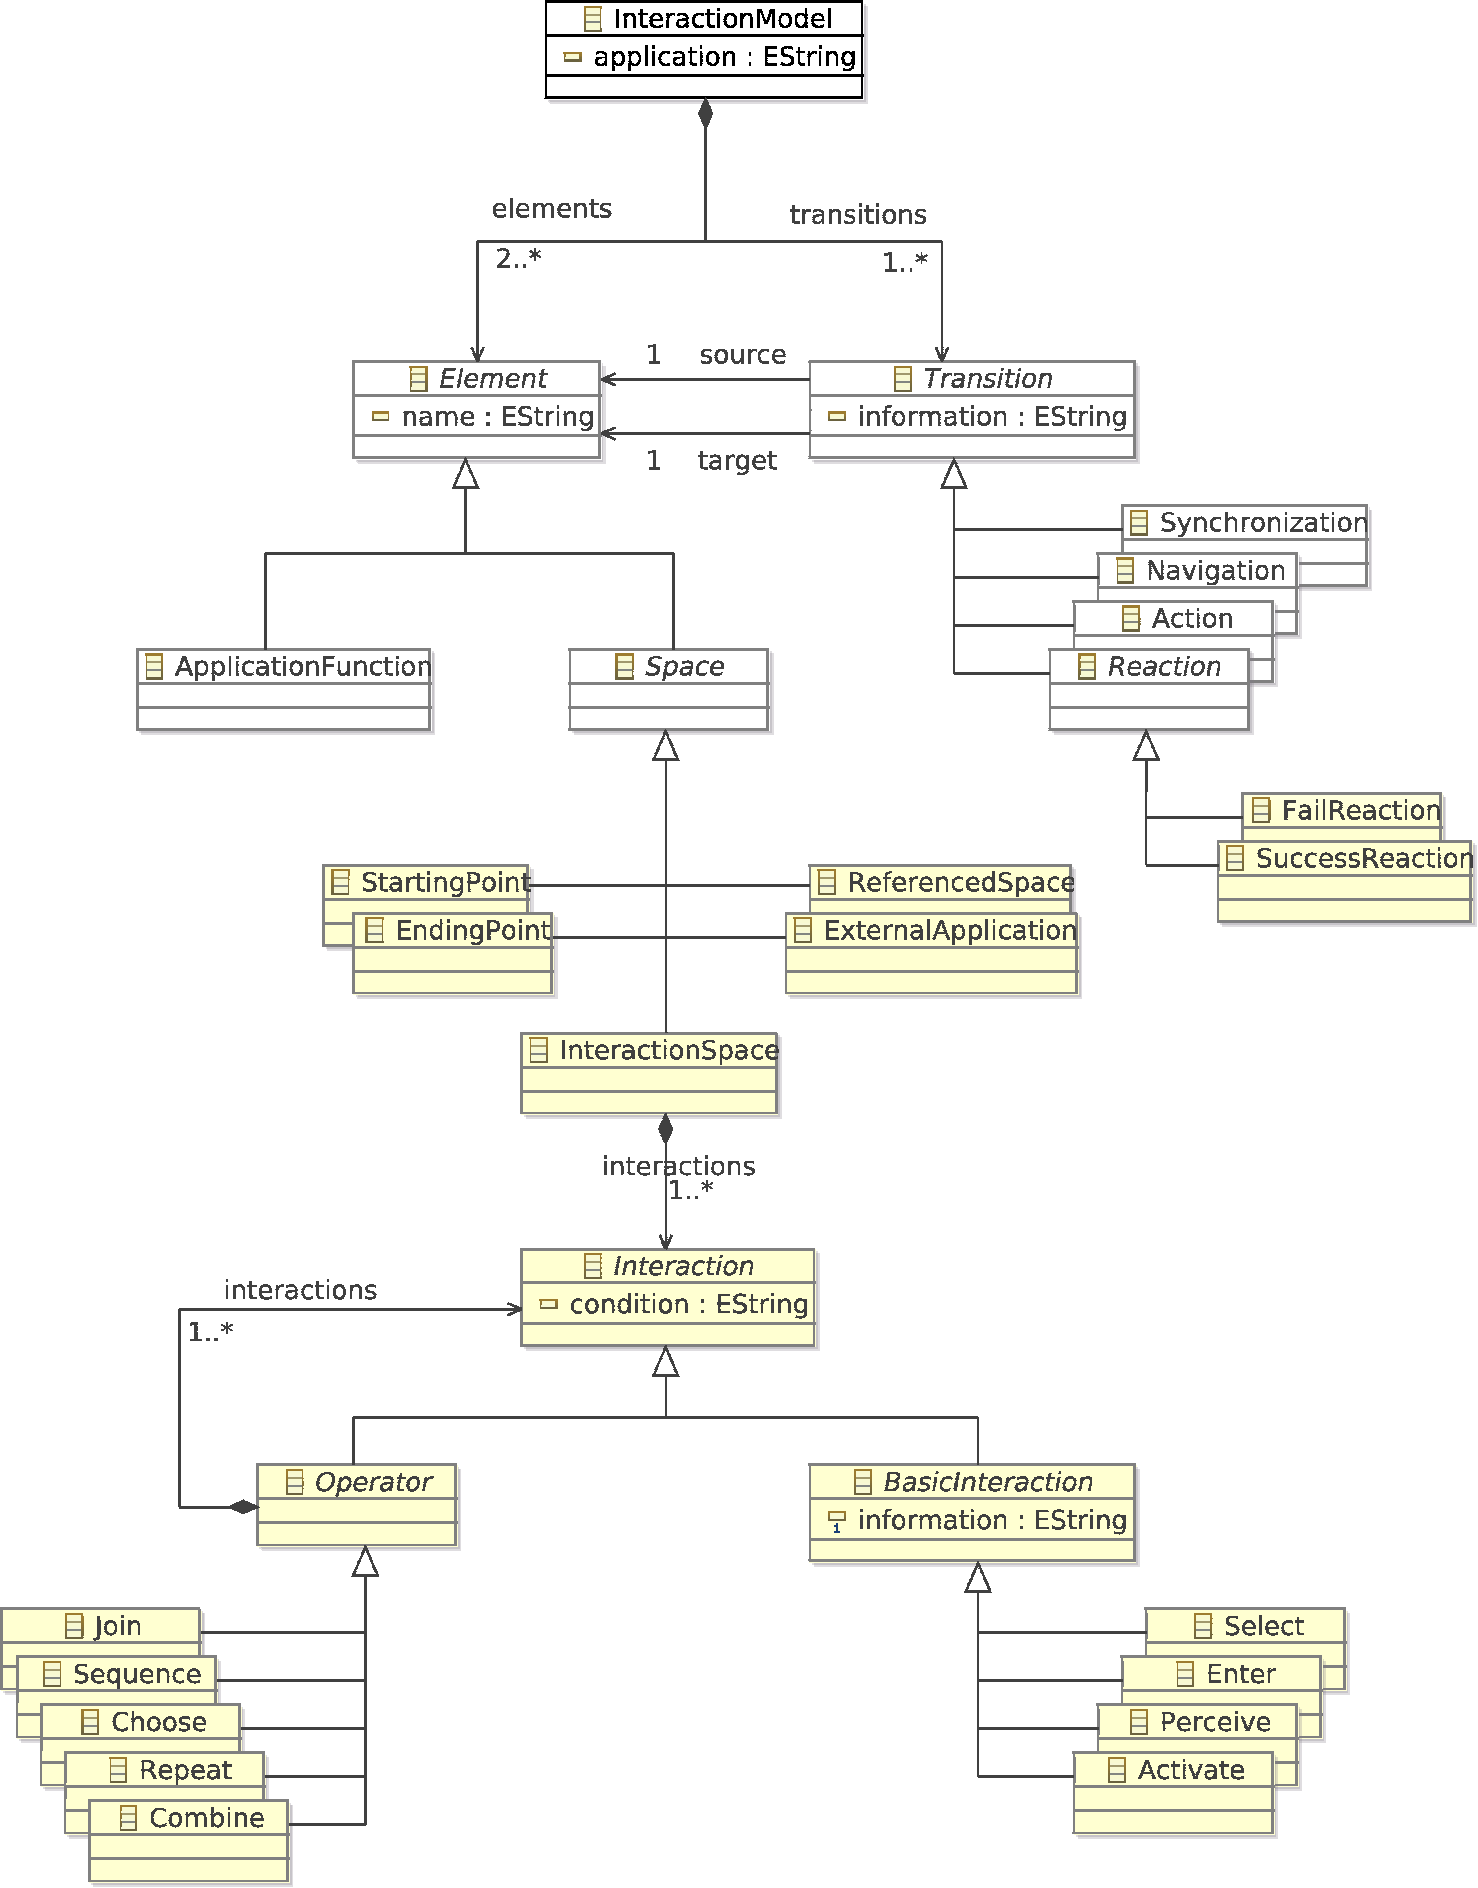 InteractionModel
application : EString
elements
transitions
2..*
1..*
1 source
Element
Transition
name : EString
information : EString
1 target
Synchronization
Navigation
Action
ApplicationFunction
Space
Reaction
FailReaction
SuccessReaction
StartingPoint
ReferencedSpace
EndingPoint
ExternalApplication
InteractionSpace
interactions
1..*
Interaction
interactions
condition : EString
1..*
Operator
BasicInteraction
1
information : EString
Join
Select
Sequence
Enter
Choose
Perceive
Repeat
Activate
Combine